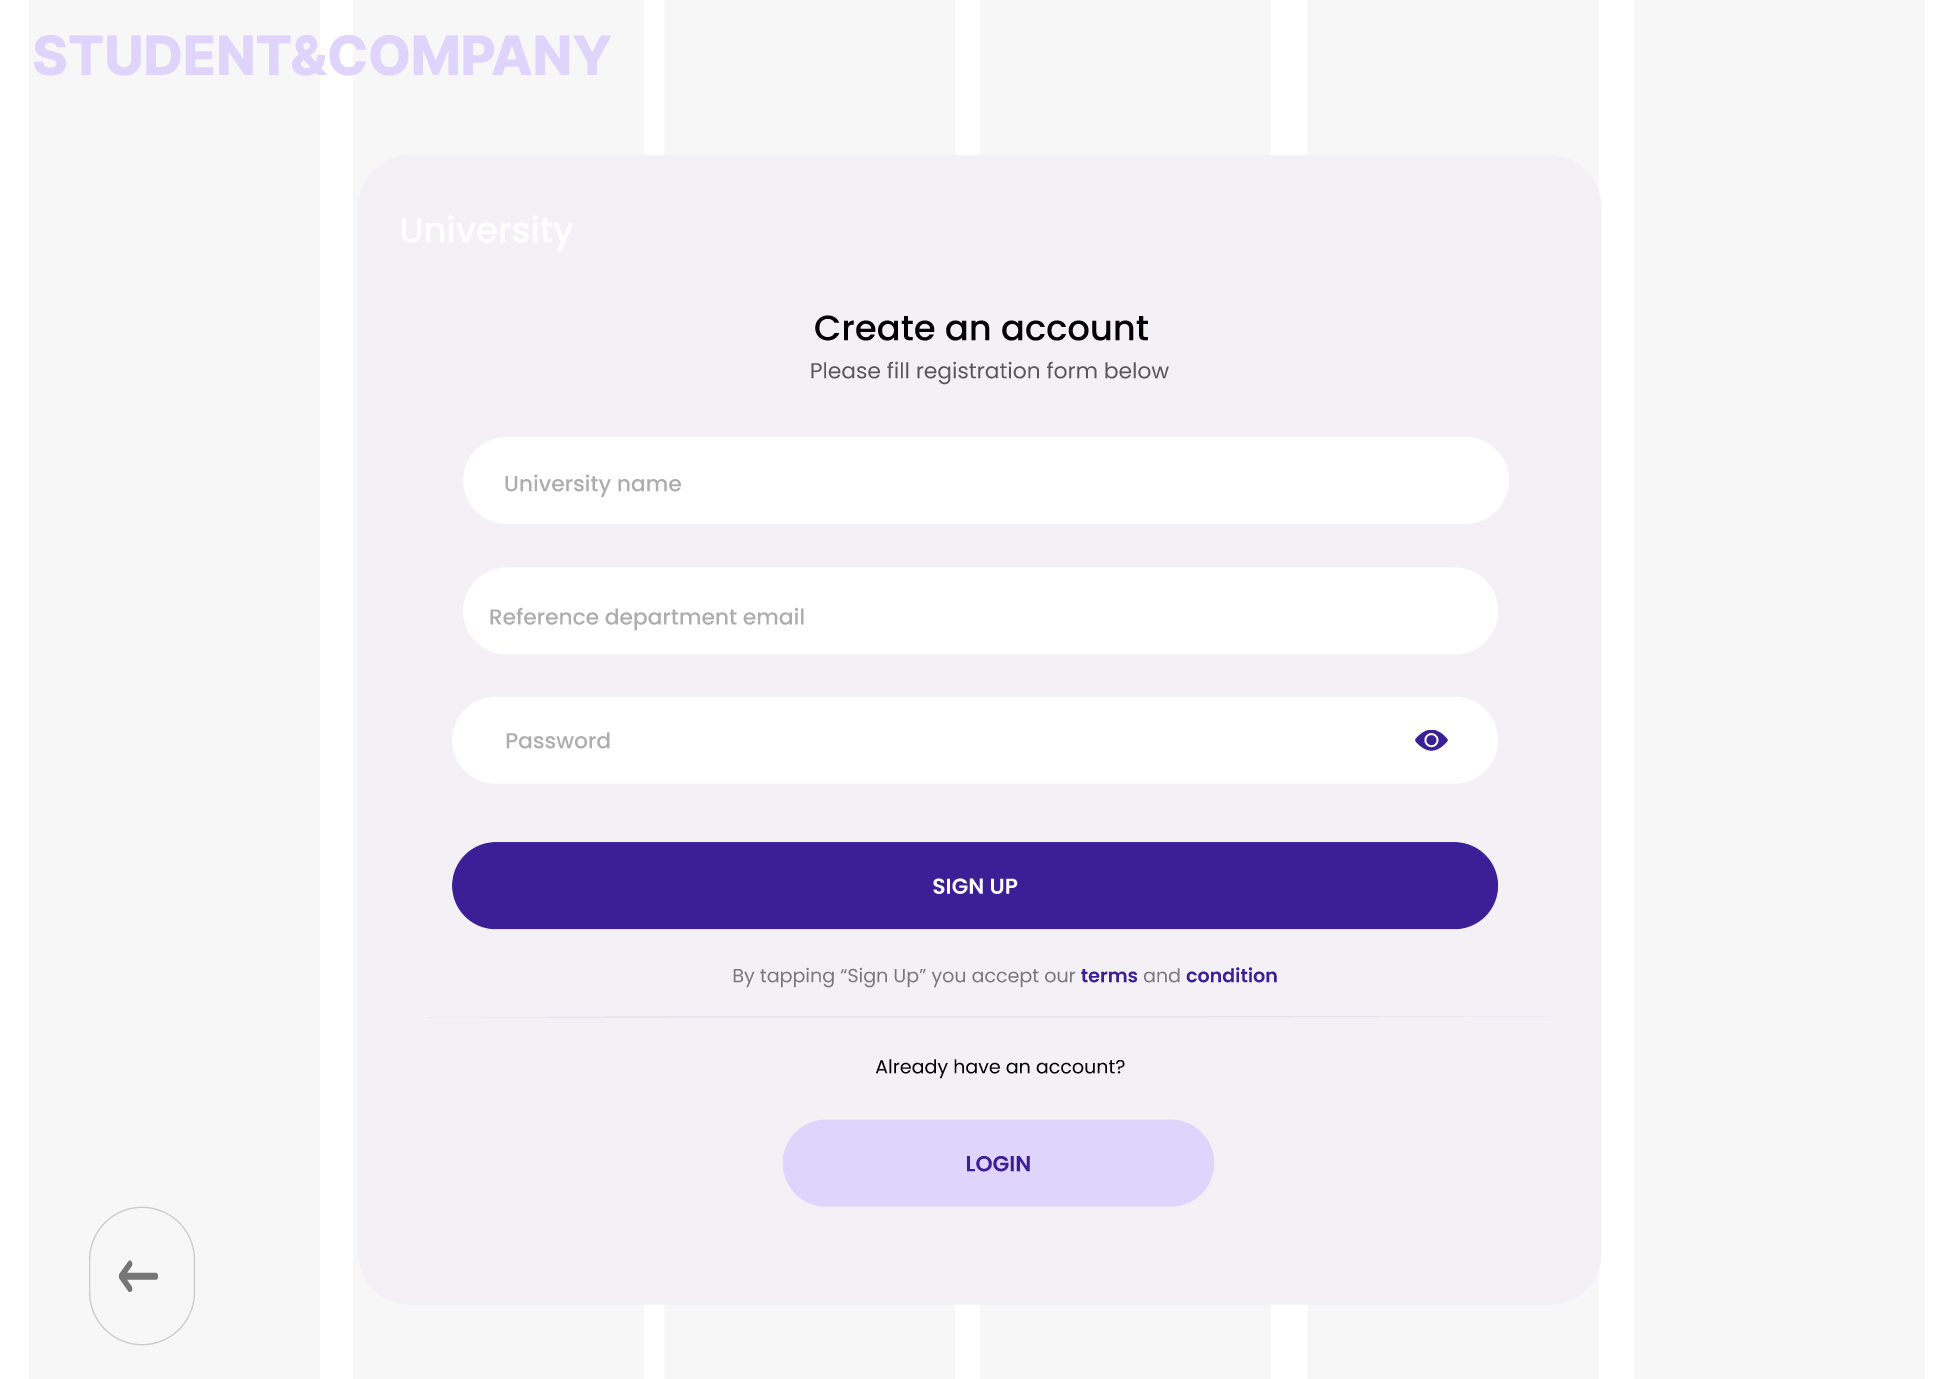 STUDENT&COMPANY
University
Create an account
Please fill registration form below
University name
Reference department email
Password
SIGN UP
By tapping “Sign Up” you accept our terms and condition
Already have an account?
LOGIN